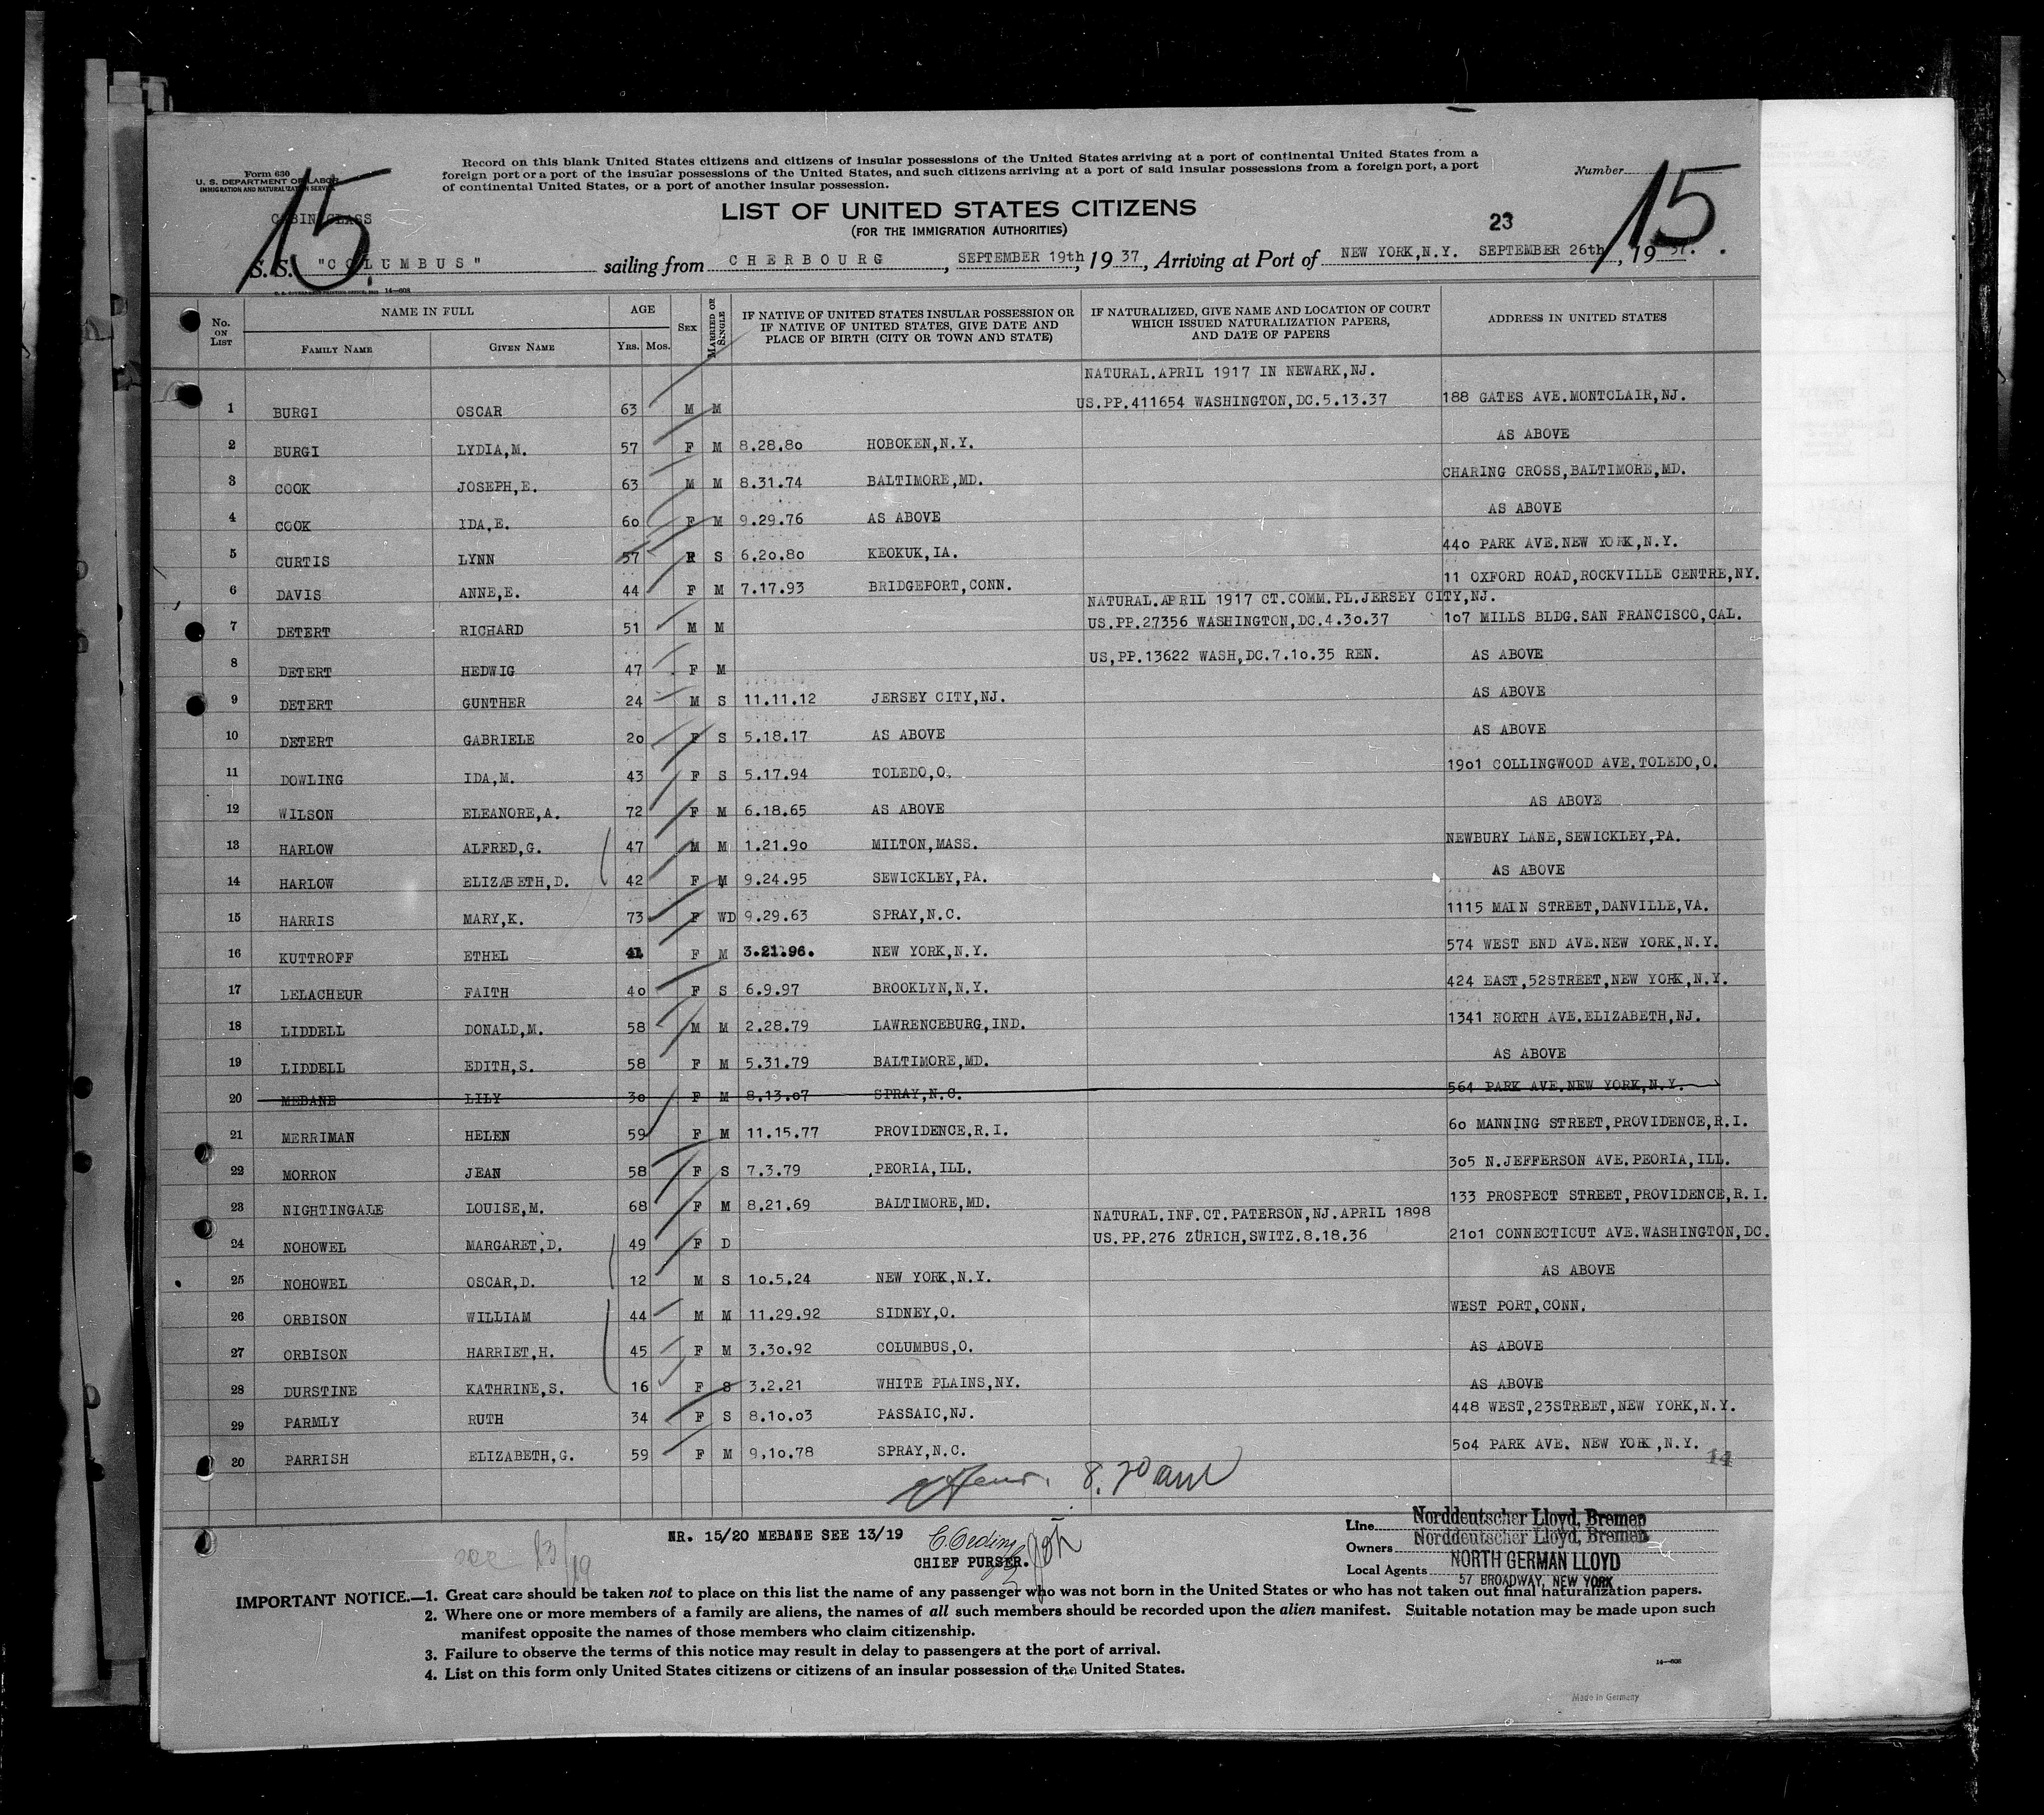 Form 630
U. S. DEPARTMENT OF LABOR
IMMIGRATION AND NATURALIZATION SERVICE
Record on this blank United States citizens and citizens of insular possessions of the United States arriving at a port of continental United States from a
foreign port or a port of the insular possessions of the United States, and such citizens arriving at a port of said insular possessions from a foreign port, a port
of continental United States, or a port of another insular possession.
Number
15 15
CABIN CLASS
LIST OF UNITED STATES CITIZENS
(FOR THE IMMIGRATION AUTHORITIES)
23
S. S. "COLUMBUS" sailing from CHERBOURG, SEPTEMBER 19th, 1937, Arriving at Port of NEW YORK,N.Y. SEPTEMBER 26th, 1937.
14-608
No. ON LIST NAME IN FULL FAMILY NAME GIVEN NAME AGE Yrs. Mos. SEX MARRIED OR SINGLE IF NATIVE OF UNITED STATES INSULAR POSSESSION OR IF NATIVE OF UNITED STATES, GIVE DATE AND PLACE OF BIRTH (CITY OR TOWN AND STATE) IF NATURALIZED, GIVE NAME AND LOCATION OF COURT WHICH ISSUED NATURALIZATION PAPERS, AND DATE OF PAPERS ADDRESS IN UNITED STATES
NATURAL.APRIL 1917 IN NEWARK,NJ.
1 BURGI OSCAR 63 M M US.PP.411654 WASHINGTON,DC.5.13.37 188 GATES AVE.MONTCLAIR,NJ.
2 BURGI LYDIA,M. 57 F M 8.28.80 HOBOKEN,N.Y. AS ABOVE
3 COOK JOSEPH,E. 63 M M 8.31.74 BALTIMORE,MD. CHARING CROSS,BALTIMORE,MD.
4 COOK IDA,E. 60 F M 9.29.76 AS ABOVE AS ABOVE
5 CURTIS LYNN 57 S 6.20.80 KEOKUK,IA. 440 PARK AVE.NEW YORK,N.Y.
6 DAVIS ANNE,E. 44 F M 7.17.93 BRIDGEPORT,CONN. 11 OXFORD ROAD,ROCKVILLE CENTRE,NY.
NATURAL.APRIL 1917 CT.COMM.PL.JERSEY CITY,NJ.
7 DETERT RICHARD 51 M M US.PP.27356 WASHINGTON,DC.4.30.37 107 MILLS BLDG.SAN FRANCISCO,CAL.
8 DETERT HEDWIG 47 F M US,PP.13622 WASH,DC.7.10.35 REN. AS ABOVE
9 DETERT GUNTHER 24 M S 11.11.12 JERSEY CITY,NJ. AS ABOVE
10 DETERT GABRIELE 20 F S 5.18.17 AS ABOVE AS ABOVE
11 DOWLING IDA,M. 43 F S 5.17.94 TOLEDO,O. 1901 COLLINGWOOD AVE.TOLEDO,O.
12 WILSON ELEANORE,A. 72 F M 6.18.65 AS ABOVE AS ABOVE
13 HARLOW ALFRED,G. 47 M M 1.21.90 MILTON,MASS. NEWBURY LANE,SEWICKLEY,PA.
14 HARLOW ELIZABETH,D. 42 F M 9.24.95 SEWICKLEY,PA. AS ABOVE
15 HARRIS MARY,K. 73 F WD 9.29.63 SPRAY,N.C. 1115 MAIN STREET,DANVILLE,VA.
16 KUTTROFF ETHEL 41 F M 3.21.96. NEW YORK,N.Y. 574 WEST END AVE.NEW YORK,N.Y.
17 LELACHEUR FAITH 40 F S 6.9.97 BROOKLYN,N.Y. 424 EAST,52STREET,NEW YORK,N.Y.
18 LIDDELL DONALD,M. 58 M M 2.28.79 LAWRENCEBURG,IND. 1341 NORTH AVE.ELIZABETH,NJ.
19 LIDDELL EDITH,S. 58 F M 5.31.79 BALTIMORE,MD. AS ABOVE
20 MEBANE LILY 30 F M 8.13.07 SPRAY,N.C. 564 PARK AVE.NEW YORK,N.Y.
21 MERRIMAN HELEN 59 F M 11.15.77 PROVIDENCE,R.I. 60 MANNING STREET,PROVIDENCE,R.I.
22 MORRON JEAN 58 F S 7.3.79 PEORIA,ILL. 305 N.JEFFERSON AVE.PEORIA,ILL.
23 NIGHTINGALE LOUISE,M. 68 F M 8.21.69 BALTIMORE,MD. 133 PROSPECT STREET,PROVIDENCE,R.I.
NATURAL.INF.CT.PATERSON,NJ.APRIL 1898
24 NOHOWEL MARGARET,D. 49 F D US.PP.276 ZÜRICH,SWITZ.8.18.36 2101 CONNECTICUT AVE.WASHINGTON,DC.
25 NOHOWEL OSCAR,D. 12 M S 10.5.24 NEW YORK,N.Y. AS ABOVE
26 ORBISON WILLIAM 44 M M 11.29.92 SIDNEY,O. WEST PORT,CONN.
27 ORBISON HARRIET,H. 45 F M 3.30.92 COLUMBUS,O. AS ABOVE
28 DURSTINE KATHRINE,S. 16 F S 3.2.21 WHITE PLAINS,NY. AS ABOVE
29 PARMLY RUTH 34 F S 8.10.03 PASSAIC,NJ. 448 WEST,23STREET,NEW YORK,N.Y.
20 PARRISH ELIZABETH,G. 59 F M 9,10.78 SPRAY,N.C. 504 PARK AVE. NEW YORK,N.Y.
14
8.30 am
NR. 15/20 MEBANE SEE 13/19
see 13/19
CHIEF PURSER.
Line Norddeutscher Lloyd, Bremen
Owners Norddeutscher Lloyd, Bremen
Local Agents NORTH GERMAN LLOYD
57 BROADWAY, NEW YORK
IMPORTANT NOTICE.—1. Great care should be taken not to place on this list the name of any passenger who was not born in the United States or who has not taken out final naturalization papers.
2. Where one or more members of a family are aliens, the names of all such members should be recorded upon the alien manifest. Suitable notation may be made upon such
manifest opposite the names of those members who claim citizenship.
3. Failure to observe the terms of this notice may result in delay to passengers at the port of arrival.
4. List on this form only United States citizens or citizens of an insular possession of the United States.
14-608
Made in Germany